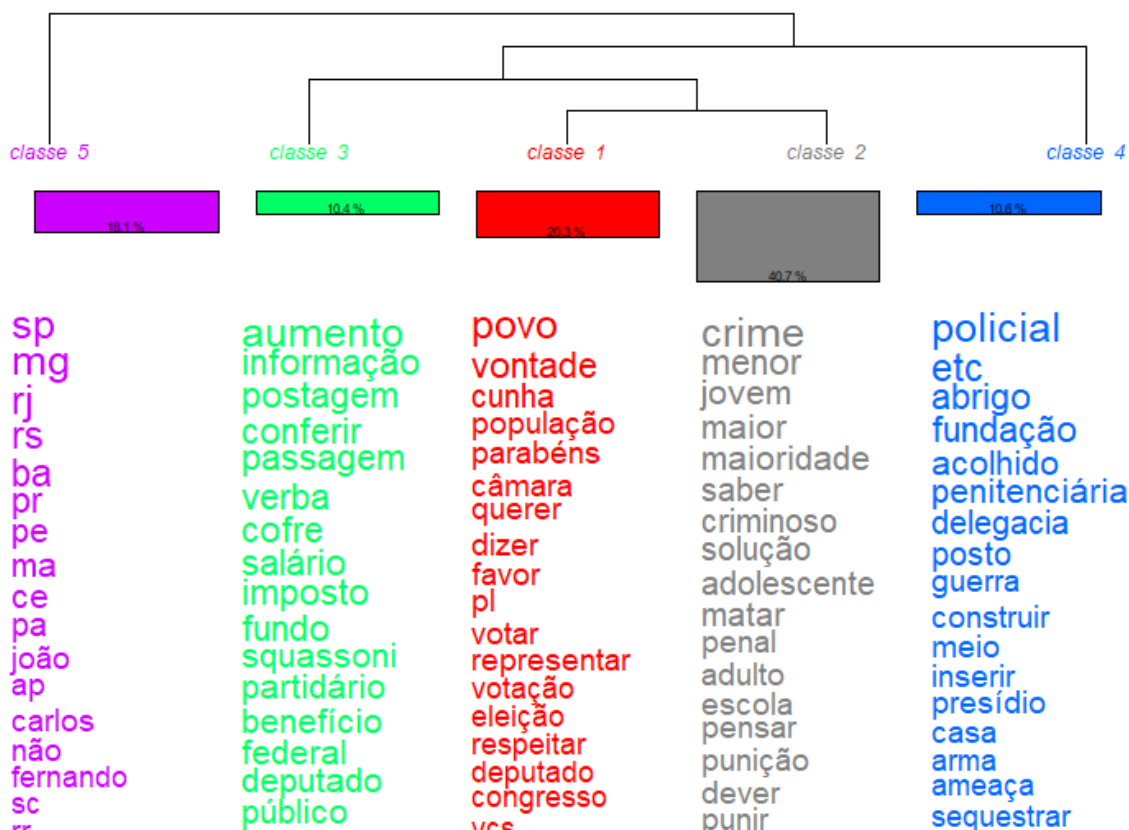 classe 5
classe 3
classe 1
classe 2
classe 4
18.1 %
10.4 %
20.3 %
40.7 %
10.6 %
sp
mg
rj
rs
ba
pr
pe
ma
ce
pa
joão
ap
carlos
não
fernando
sc
rr
aumento
informação
postagem
conferir
passagem
verba
cofre
salário
imposto
fundo
squassoni
partidário
benefício
federal
deputado
público
povo
vontade
cunha
população
parabéns
câmara
querer
dizer
favor
pl
votar
representar
votação
eleição
respeitar
deputado
congresso
vcs
crime
menor
jovem
maior
maioridade
saber
criminoso
solução
adolescente
matar
penal
adulto
escola
pensar
punição
dever
punir
policial
etc
abrigo
fundação
acolhido
penitenciária
delegacia
posto
guerra
construir
meio
inserir
presídio
casa
arma
ameaça
sequestrar